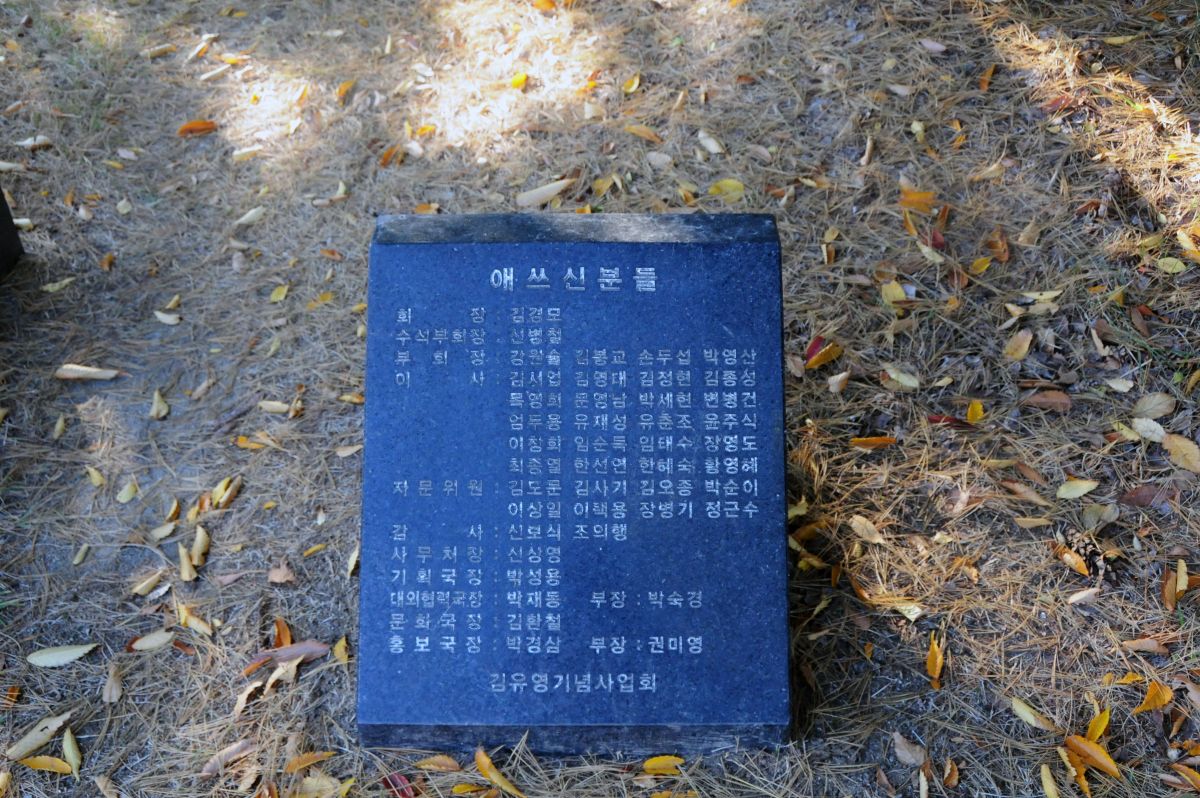 애쓰신분들
회 장 : 김경모
수석부회장 : 선병철
부 회 장 : 강원술 김봉교 손두섭 박영산
이 사 : 김서업 김영대 김정현 김종성
목영희 문영남 박세현 변병건
엄두용 유재성 유춘조 윤주식
이창희 임순독 임태수 장영도
최종열 한선연 한혜숙 황영혜
자문위원 : 김도문 김사기 김오종 박순이
이상일 이택용 장병기 정근수
감 사 : 신보식 조의행
사무처장 : 선상영
기획국장 : 박성용
대외협력국장 : 박재동 부장 : 박숙경
문화국장 : 김환철
홍보국장 : 박경삼 부장 : 권미영
김유영기념사업회